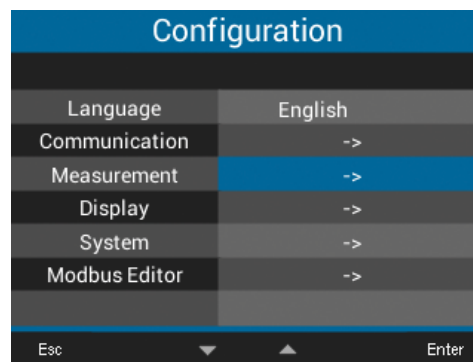 Configuration
Language English
Communication ->
Measurement ->
Display ->
System ->
Modbus Editor ->
Esc Enter